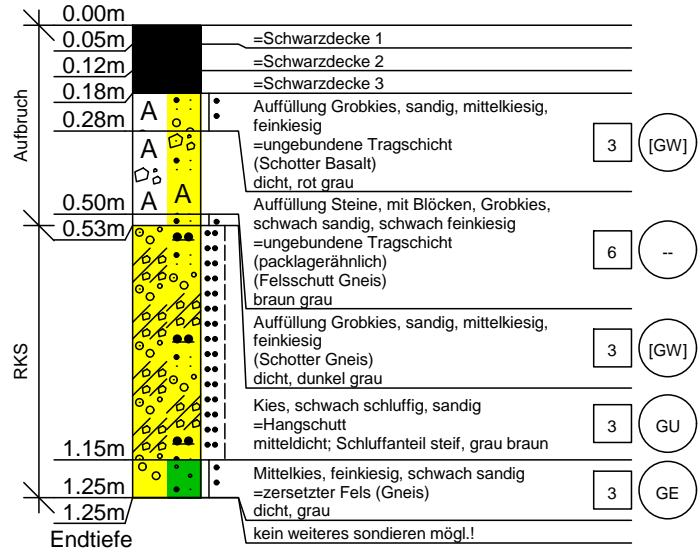 0.00m
0.05m
=Schwarzdecke 1
0.12m
=Schwarzdecke 2
0.18m
=Schwarzdecke 3
Aufbruch
A
A
A
A
0.28m
Auffüllung Grobkies, sandig, mittelkiesig,
feinkiesig
=ungebundene Tragschicht
(Schotter Basalt)
dicht, rot grau
3
[GW]
0.50m
0.53m
Auffüllung Steine, mit Blöcken, Grobkies,
schwach sandig, schwach feinkiesig
=ungebundene Tragschicht
(packlagerähnlich)
(Felsschutt Gneis)
braun grau
6
--
Auffüllung Grobkies, sandig, mittelkiesig,
feinkiesig
(Schotter Gneis)
dicht, dunkel grau
3
[GW]
RKS
Kies, schwach schluffig, sandig
=Hangschutt
mitteldicht; Schluffanteil steif, grau braun
3
GU
1.15m
Mittelkies, feinkiesig, schwach sandig
=zersetzter Fels (Gneis)
dicht, grau
3
GE
1.25m
1.25m
Endtiefe
kein weiteres sondieren mögl.!